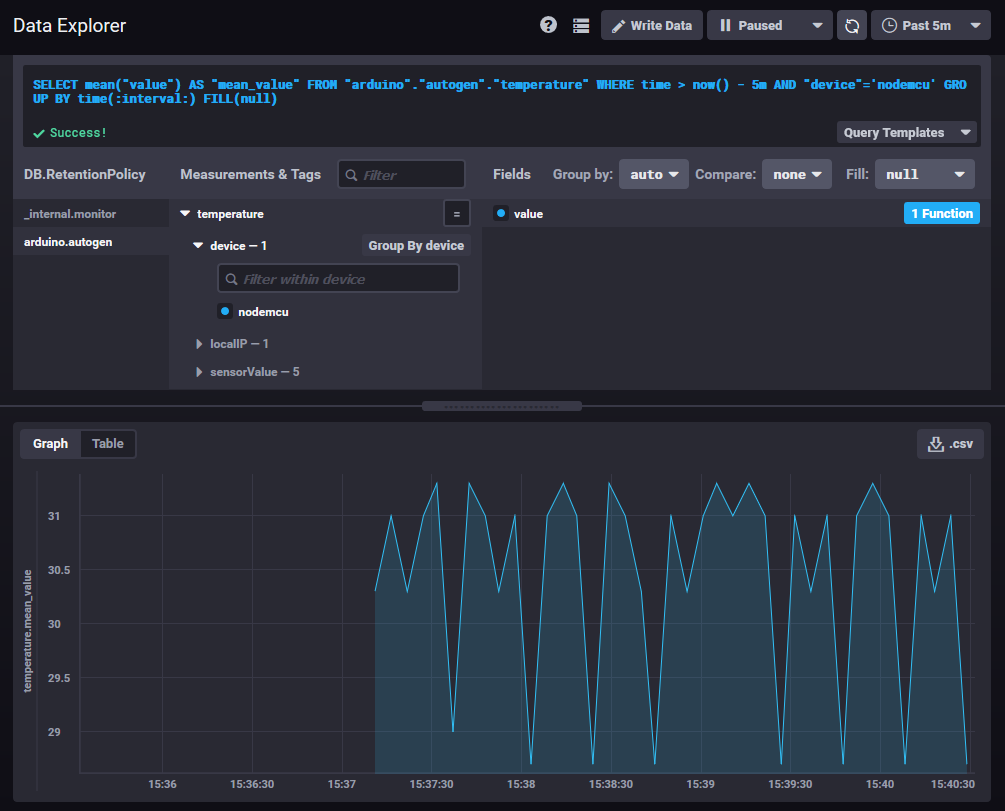 Data Explorer
? Write Data Paused Past 5m
SELECT mean("value") AS "mean_value" FROM "arduino"."autogen"."temperature" WHERE time > now() - 5m AND "device"='nodemcu' GRO
UP BY time(:interval:) FILL(null)
Success!
Query Templates
DB.RetentionPolicy
Measurements & Tags
Filter
Fields
Group by: auto
Compare: none
Fill: null
_internal.monitor
arduino.autogen
temperature
=
device — 1
Group By device
Filter within device
nodemcu
localIP — 1
sensorValue — 5
value
1 Function
Graph Table
.csv
temperature.mean_value
31
30.5
30
29.5
29
15:36 15:36:30 15:37 15:37:30 15:38 15:38:30 15:39 15:39:30 15:40 15:40:30